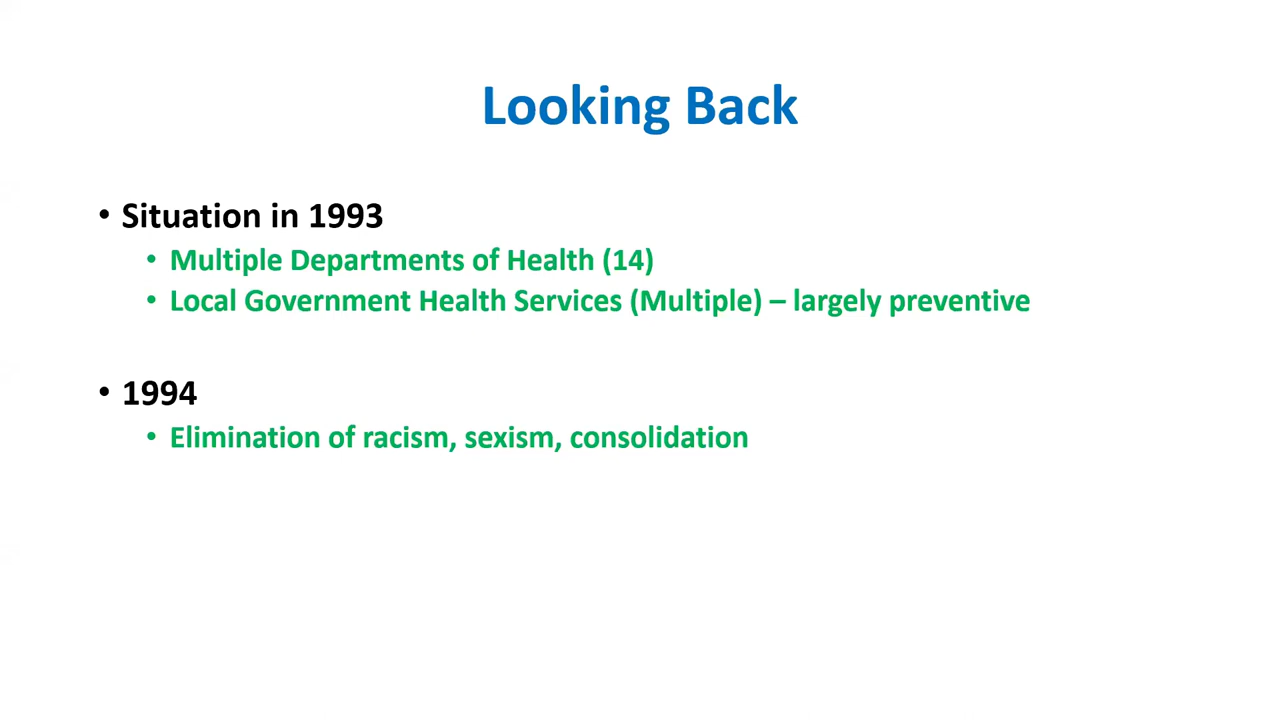 Looking Back
• Situation in 1993
• Multiple Departments of Health (14)
• Local Government Health Services (Multiple) – largely preventive
• 1994
• Elimination of racism, sexism, consolidation